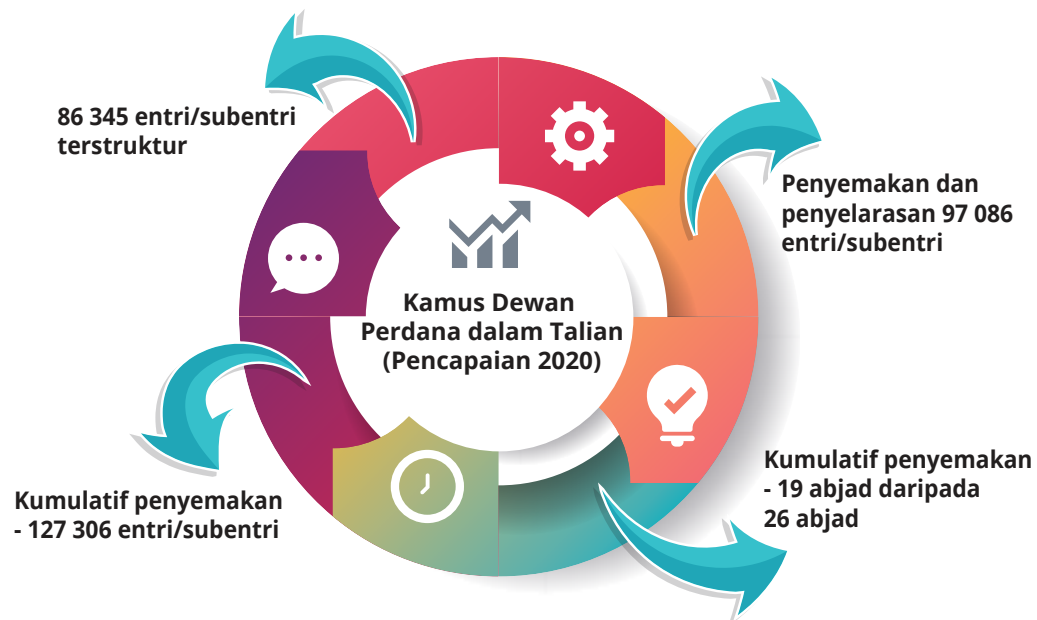 86 345 entri/subentri
terstruktur
Penyemakan dan
penyelarasan 97 086
entri/subentri
Kamus Dewan
Perdana dalam Talian
(Pencapaian 2020)
Kumulatif penyemakan
- 127 306 entri/subentri
Kumulatif penyemakan
- 19 abjad daripada
26 abjad